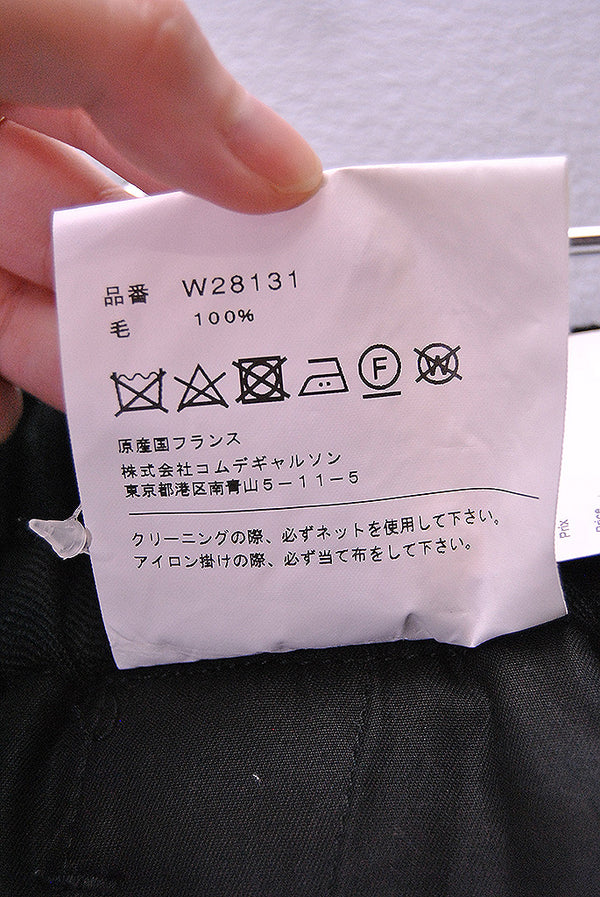 品番 W28131
毛 100%
F W
原産国フランス
株式会社コムデギャルソン
東京都港区南青山5-11-5
クリーニングの際、必ずネットを使用して下さい。
アイロン掛けの際、必ず当て布をして下さい。
Prix
Price